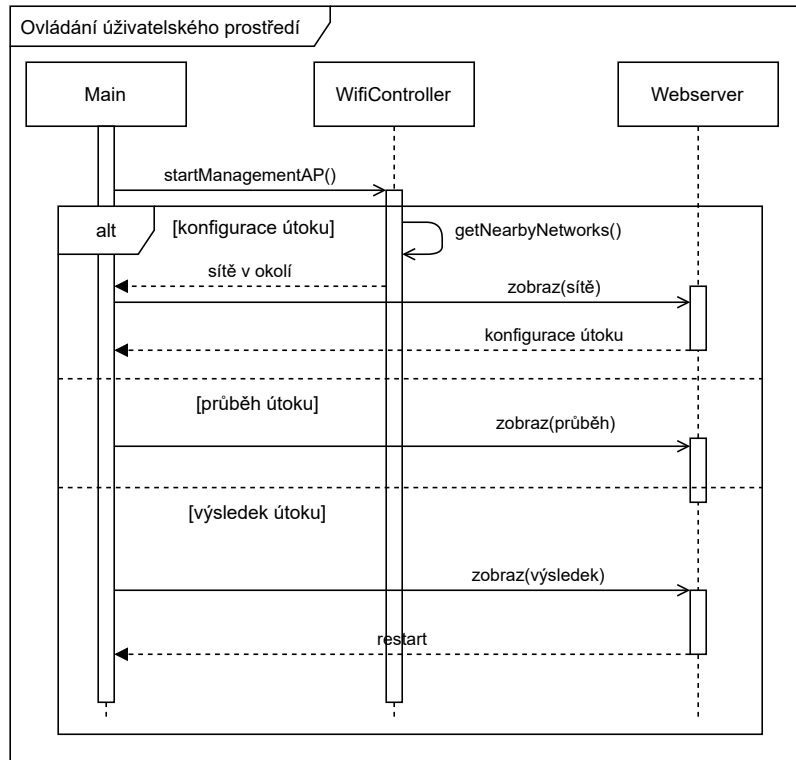 Ovládání úživatelského prostředí
Main
WifiController
Webserver
startManagementAP()
alt
[konfigurace útoku]
getNearbyNetworks()
sítě v okolí
zobraz(sítě)
konfigurace útoku
[průběh útoku]
zobraz(průběh)
[výsledek útoku]
zobraz(výsledek)
restart